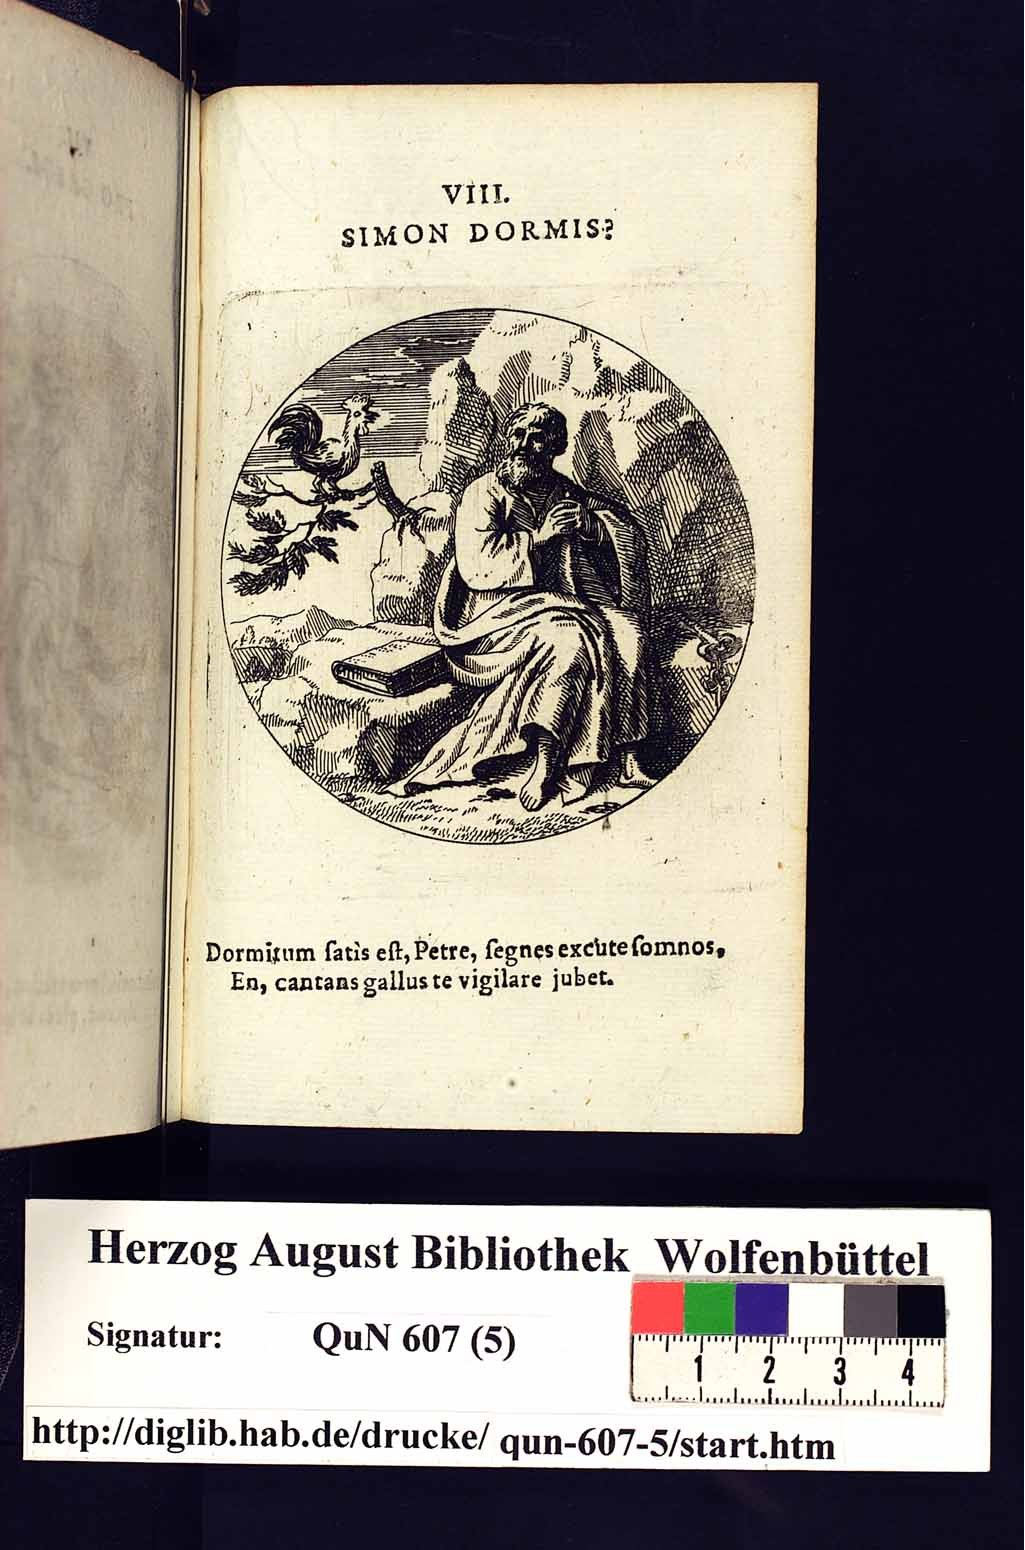 VIII.
SIMON DORMIS?
Dormitum ſatis eſt, Petre, ſegnes excute ſomnos,
En, cantans gallus te vigilare jubet.
Herzog August Bibliothek Wolfenbüttel
Signatur: QuN 607 (5)
1 2 3 4
http://diglib.hab.de/drucke/ qun-607-5/start.htm